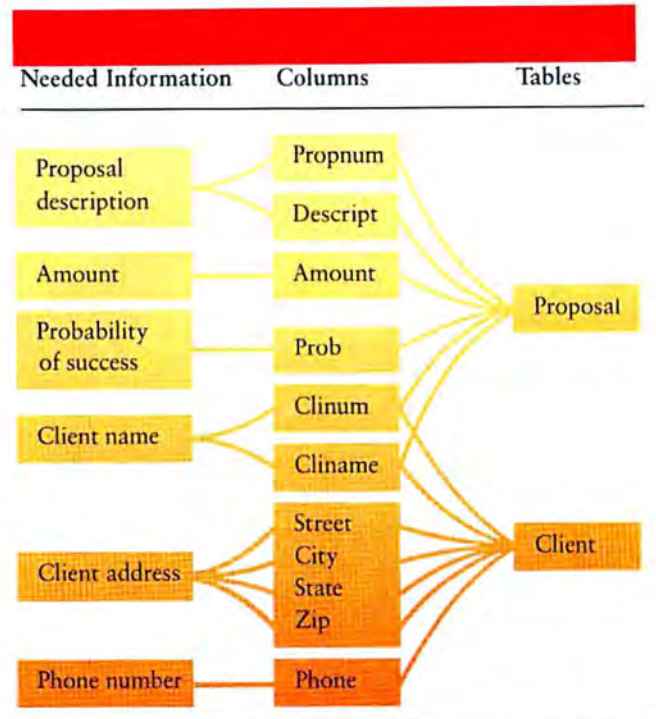 Needed Information Columns Tables
Proposal
description
Propnum
Descript
Amount Amount
Proposal
Probability
of success
Prob
Client name
Clinum
Cliname
Client address
Street
City
State
Zip
Client
Phone number Phone